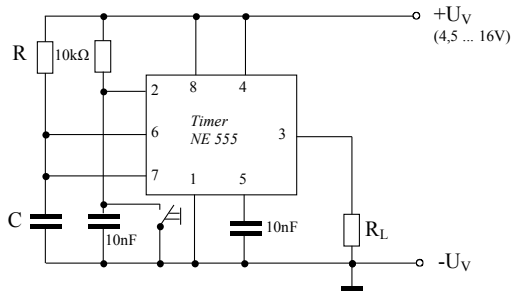 +U_V
(4,5 ... 16V)
R
10kΩ
2
8
4
Timer
NE 555
6
3
7
1
5
C
10nF
10nF
R_L
-U_V